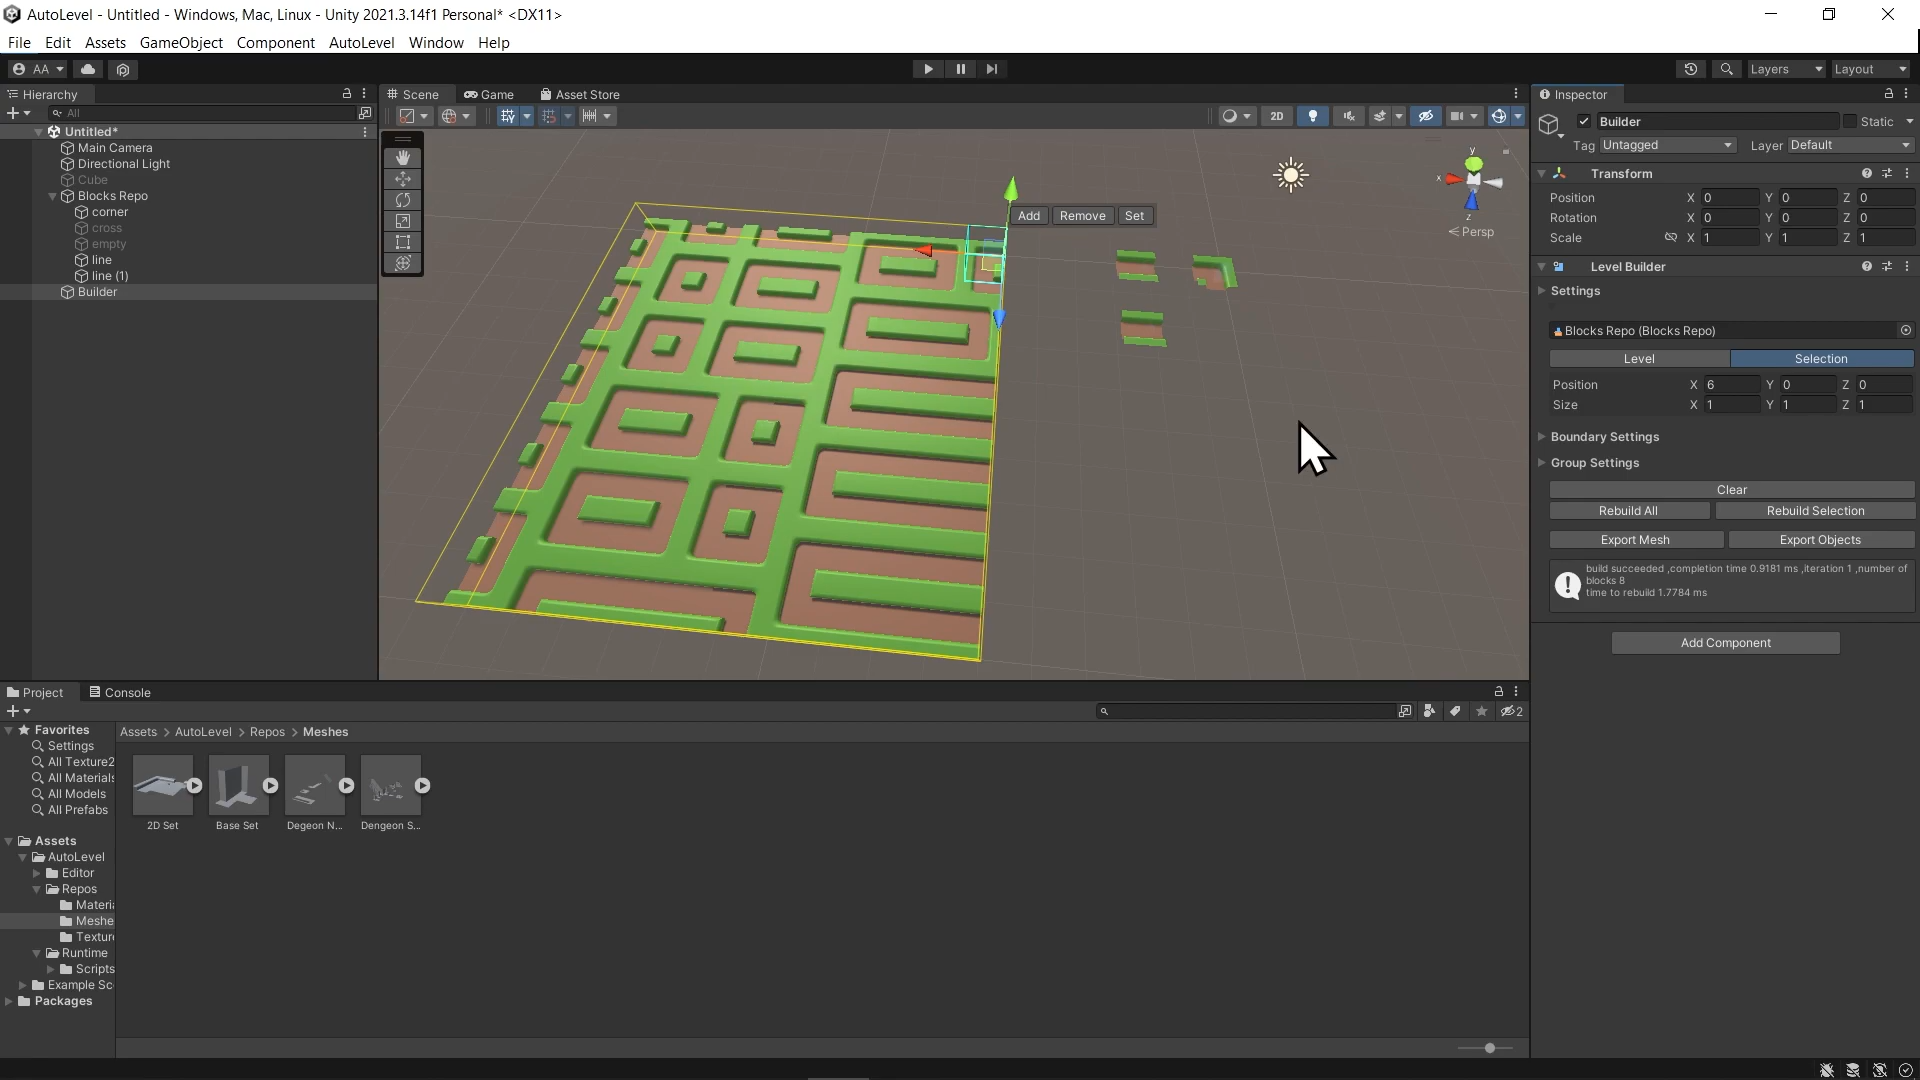 AutoLevel - Untitled - Windows, Mac, Linux - Unity 2021.3.14f1 Personal* <DX11>
File Edit Assets GameObject Component AutoLevel Window Help
AA
Layers
Layout
Hierarchy
All
Untitled*
Main Camera
Directional Light
Cube
Blocks Repo
corner
cross
empty
line
line (1)
Builder
Scene
Game
Asset Store
2D
Add
Remove
Set
y
x
z
Persp
Inspector
Builder
Static
Tag Untagged
Layer Default
Transform
Position X 0 Y 0 Z 0
Rotation X 0 Y 0 Z 0
Scale X 1 Y 1 Z 1
Level Builder
Settings
Blocks Repo (Blocks Repo)
Level
Selection
Position X 6 Y 0 Z 0
Size X 1 Y 1 Z 1
Boundary Settings
Group Settings
Clear
Rebuild All
Rebuild Selection
Export Mesh
Export Objects
build succeeded ,completion time 0.9181 ms ,iteration 1 ,number of
blocks 8
time to rebuild 1.7784 ms
Add Component
Project
Console
2
Favorites
Settings
All Texture2
All Materials
All Models
All Prefabs
Assets
AutoLevel
Editor
Repos
Materi
Meshe
Textur
Runtime
Scripts
Example Sc
Packages
Assets > AutoLevel > Repos > Meshes
2D Set
Base Set
Degeon N...
Dengeon S...